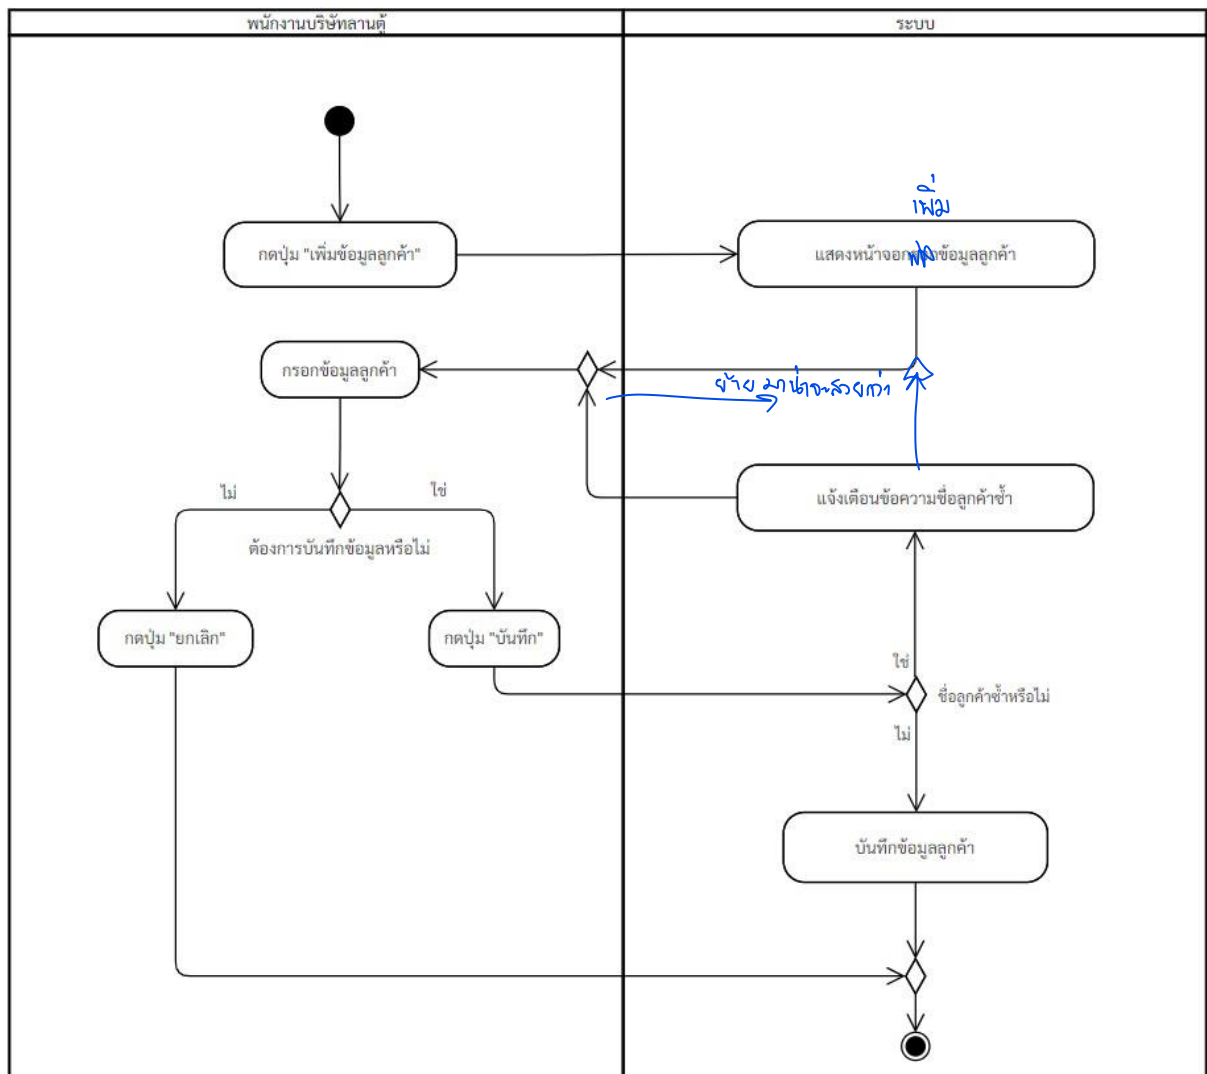 พนักงานบริษัทลานตู้
ระบบ
เพิ่ม
กดปุ่ม "เพิ่มข้อมูลลูกค้า"
แสดงหน้าจอก ข้อมูลลูกค้า
กรอกข้อมูลลูกค้า
ย้ายมาน่าจะสวยกว่า
ไม่
ใช่
แจ้งเตือนข้อความชื่อลูกค้าซ้ำ
ต้องการบันทึกข้อมูลหรือไม่
กดปุ่ม "ยกเลิก"
กดปุ่ม "บันทึก"
ใช่
ชื่อลูกค้าซ้ำหรือไม่
ไม่
บันทึกข้อมูลลูกค้า